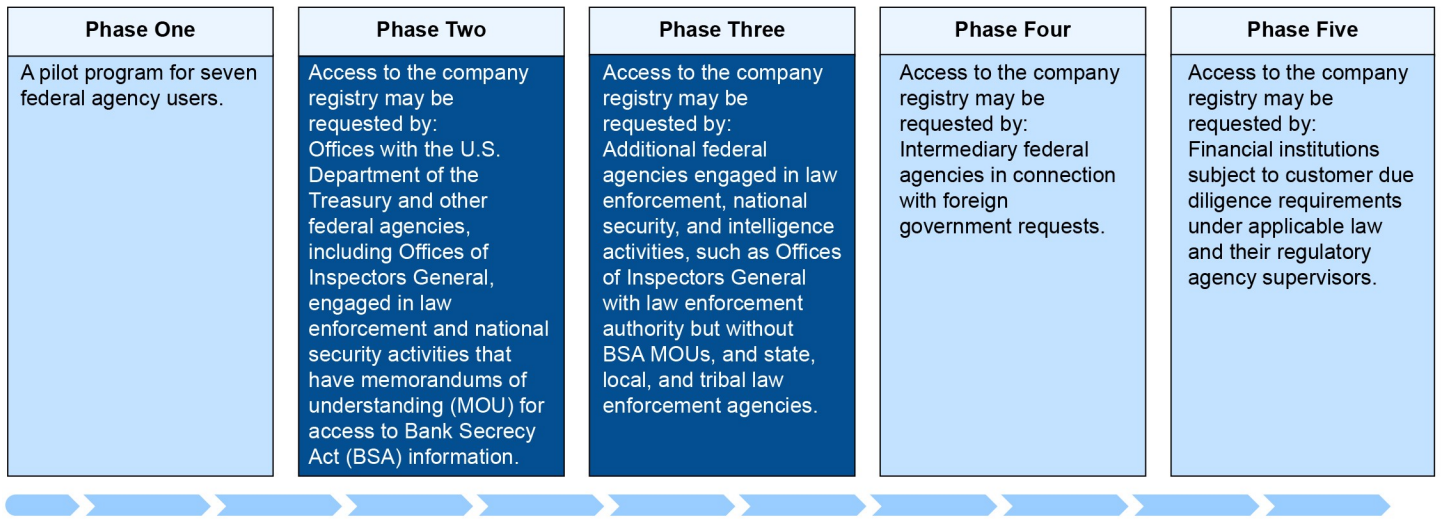 Phase One
A pilot program for seven
federal agency users.
Phase Two
Access to the company
registry may be
requested by:
Offices with the U.S.
Department of the
Treasury and other
federal agencies,
including Offices of
Inspectors General,
engaged in law
enforcement and national
security activities that
have memorandums of
understanding (MOU) for
access to Bank Secrecy
Act (BSA) information.
Phase Three
Access to the company
registry may be
requested by:
Additional federal
agencies engaged in law
enforcement, national
security, and intelligence
activities, such as Offices
of Inspectors General
with law enforcement
authority but without
BSA MOUs, and state,
local, and tribal law
enforcement agencies.
Phase Four
Access to the company
registry may be
requested by:
Intermediary federal
agencies in connection
with foreign
government requests.
Phase Five
Access to the company
registry may be
requested by:
Financial institutions
subject to customer due
diligence requirements
under applicable law
and their regulatory
agency supervisors.